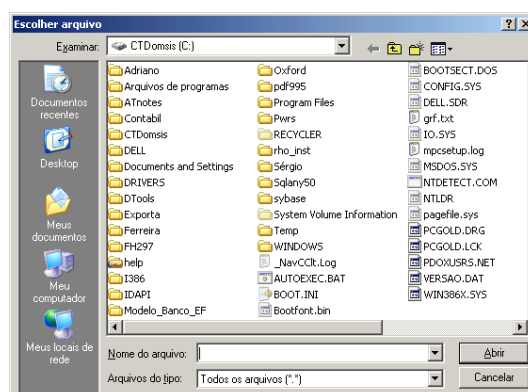 Escolher arquivo
Examinar: CTDomsis (C:)
Documentos recentes
Desktop
Meus documentos
Meu computador
Meus locais de rede
Adriano
Arquivos de programas
ATnotes
Contabil
CTDomsis
DELL
Documents and Settings
DRIVERS
DTools
Exporta
Ferreira
FH297
help
I386
IDAPI
Modelo_Banco_EF
Oxford
pdf995
Program Files
Pwrs
RECYCLER
rho_inst
Sérgio
Sqlany50
sybase
System Volume Information
Temp
WINDOWS
_NavCClt.Log
AUTOEXEC.BAT
BOOT.INI
Bootfont.bin
BOOTSECT.DOS
CONFIG.SYS
DELL.SDR
grf.txt
IO.SYS
mpcsetup.log
MSDOS.SYS
NTDETECT.COM
NTLDR
pagefile.sys
PCGOLD.DRG
PCGOLD.LCK
PDOXUSRS.NET
VERSAO.DAT
WIN386X.SYS
Nome do arquivo:
Abrir
Arquivos do tipo: Todos os arquivos (*.*)
Cancelar